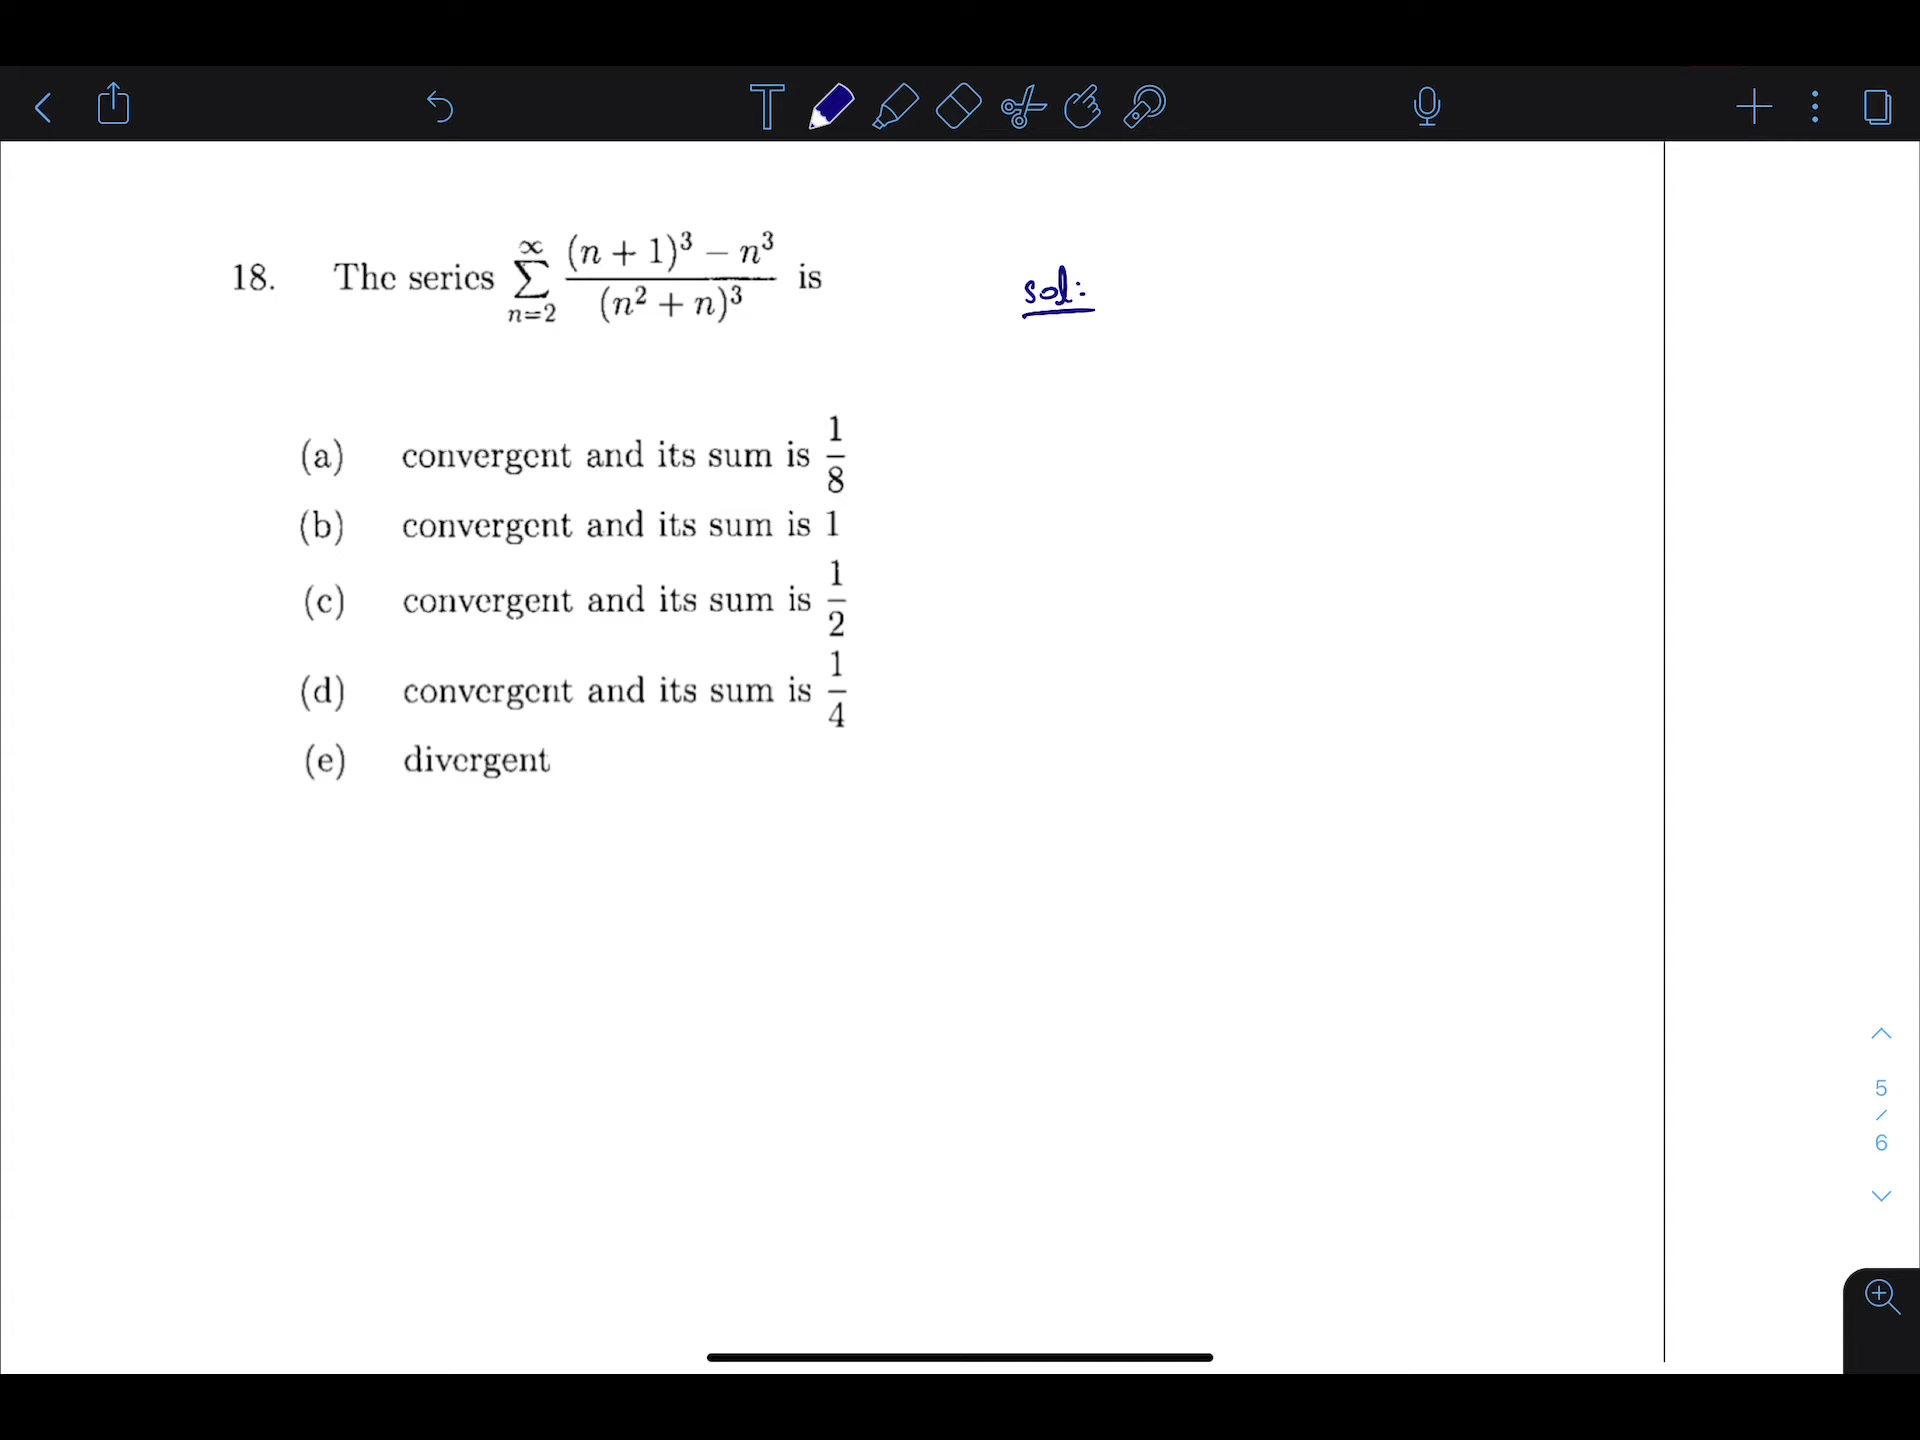 18. The series ∑_{n=2}^{∞} \frac{(n + 1)^3 − n^3}{(n^2 + n)^3} is
sol:
(a) convergent and its sum is \frac{1}{8}
(b) convergent and its sum is 1
(c) convergent and its sum is \frac{1}{2}
(d) convergent and its sum is \frac{1}{4}
(e) divergent
5
/
6